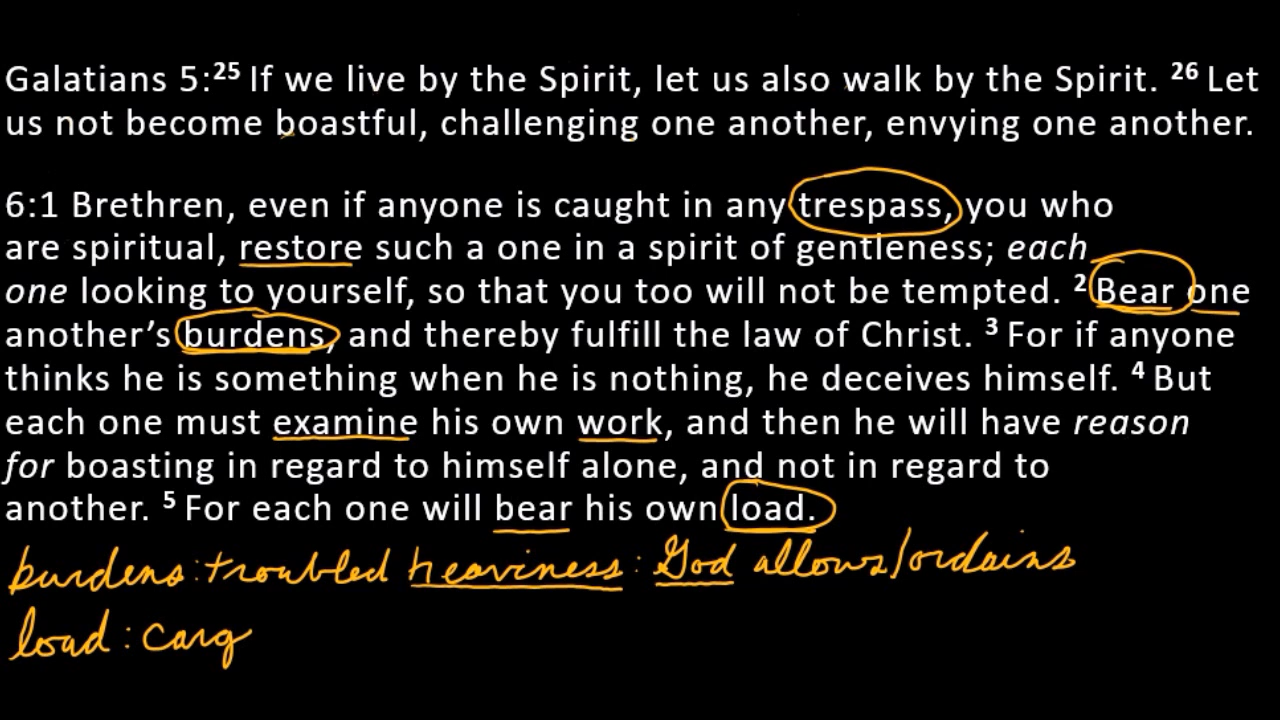 Galatians 5:25 If we live by the Spirit, let us also walk by the Spirit. 26 Let
us not become boastful, challenging one another, envying one another.
6:1 Brethren, even if anyone is caught in any trespass, you who
are spiritual, restore such a one in a spirit of gentleness; each
one looking to yourself, so that you too will not be tempted. 2 Bear one
another’s burdens, and thereby fulfill the law of Christ. 3 For if anyone
thinks he is something when he is nothing, he deceives himself. 4 But
each one must examine his own work, and then he will have reason
for boasting in regard to himself alone, and not in regard to
another. 5 For each one will bear his own load.
burdens: troubled heaviness: God allows/ordains
load: carg